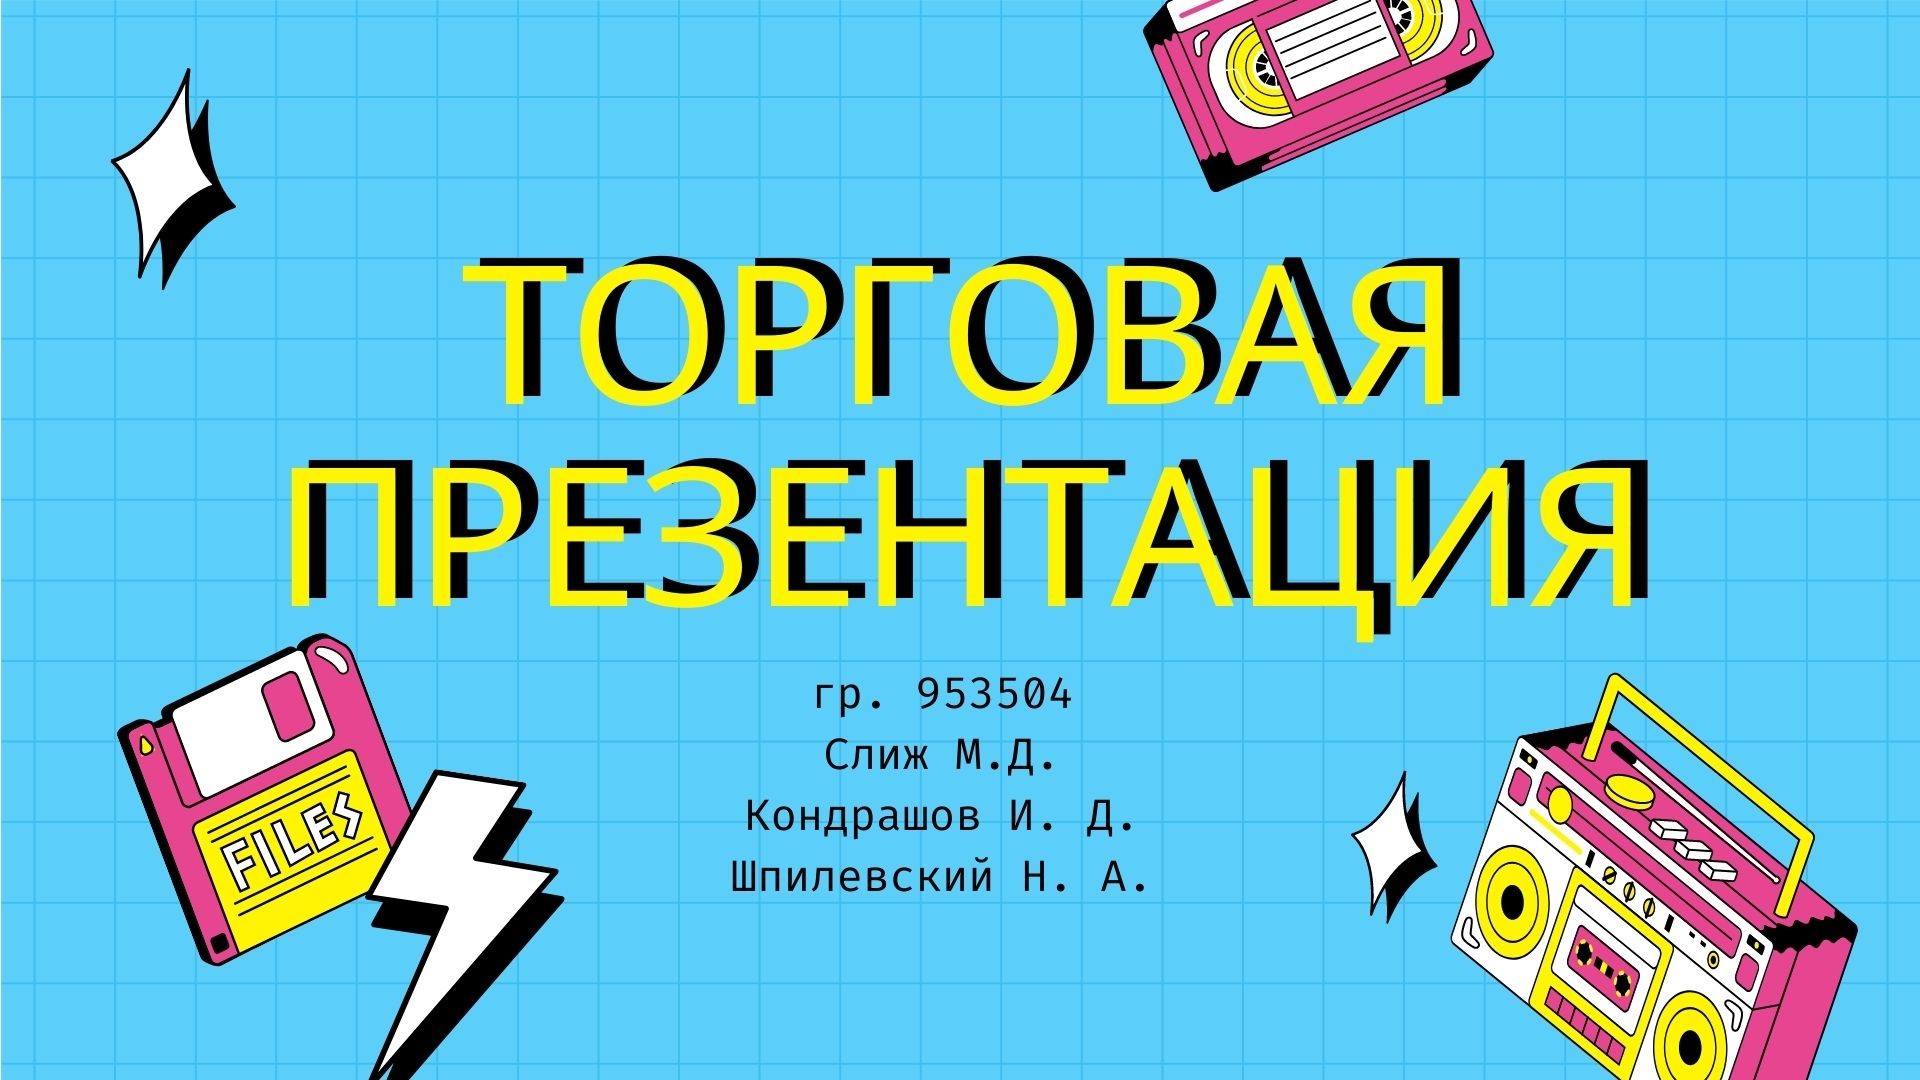 ТОРГОВАЯ
ПРЕЗЕНТАЦИЯ
гр. 953504
Слиж М.Д.
Кондрашов И. Д.
Шпилевский Н. А.
FILES